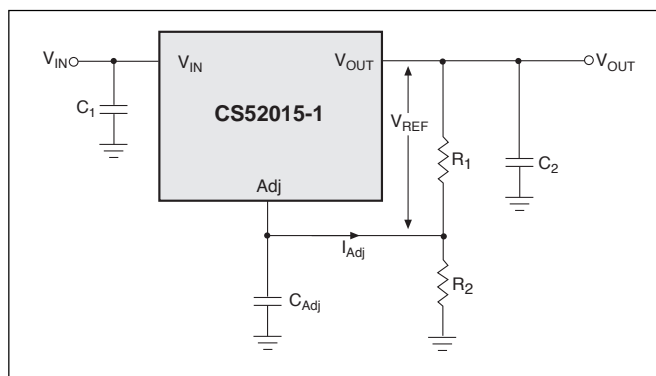 V_IN
V_IN
V_OUT
V_OUT
C_1
CS52015-1
V_REF
R_1
C_2
Adj
I_Adj
C_Adj
R_2